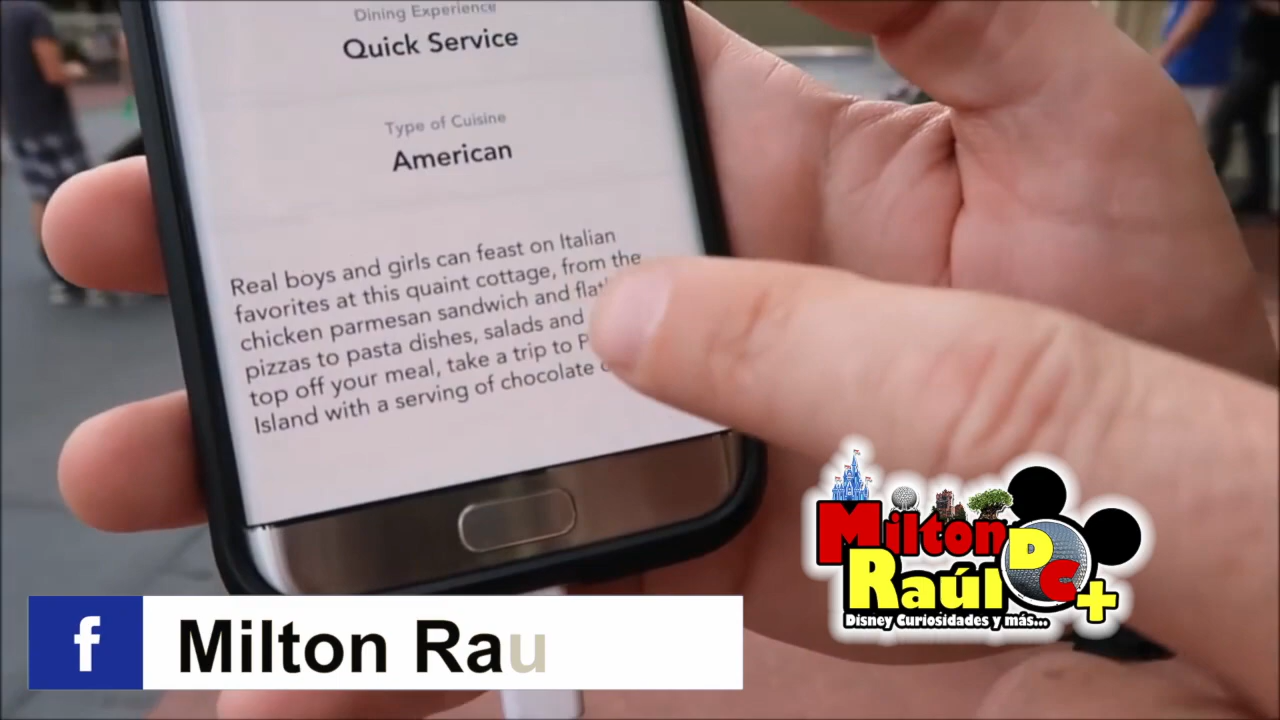 Dining Experience
Quick Service
Type of Cuisine
American
Real boys and girls can feast on Italian
favorites at this quaint cottage, from the
chicken parmesan sandwich and
pizzas to pasta dishes, salads and
top off your meal, take a trip to
Island with a serving of chocolate
Milton
Raúl
DC+
Disney Curiosidades y más...
f
Milton Rau